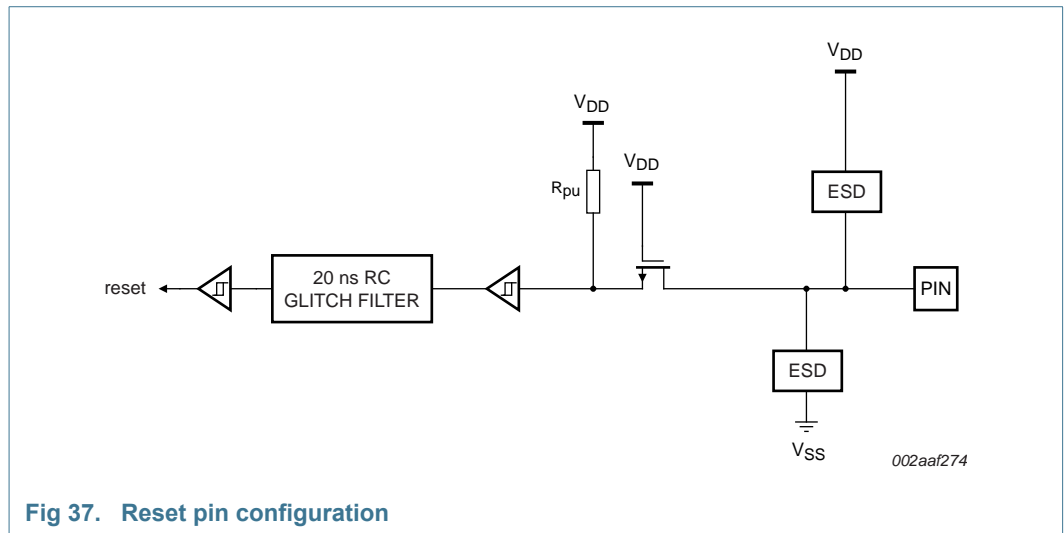 VDD
VDD
VDD
Rpu
ESD
reset
20 ns RC
GLITCH FILTER
PIN
ESD
VSS
002aaf274
Fig 37. Reset pin configuration